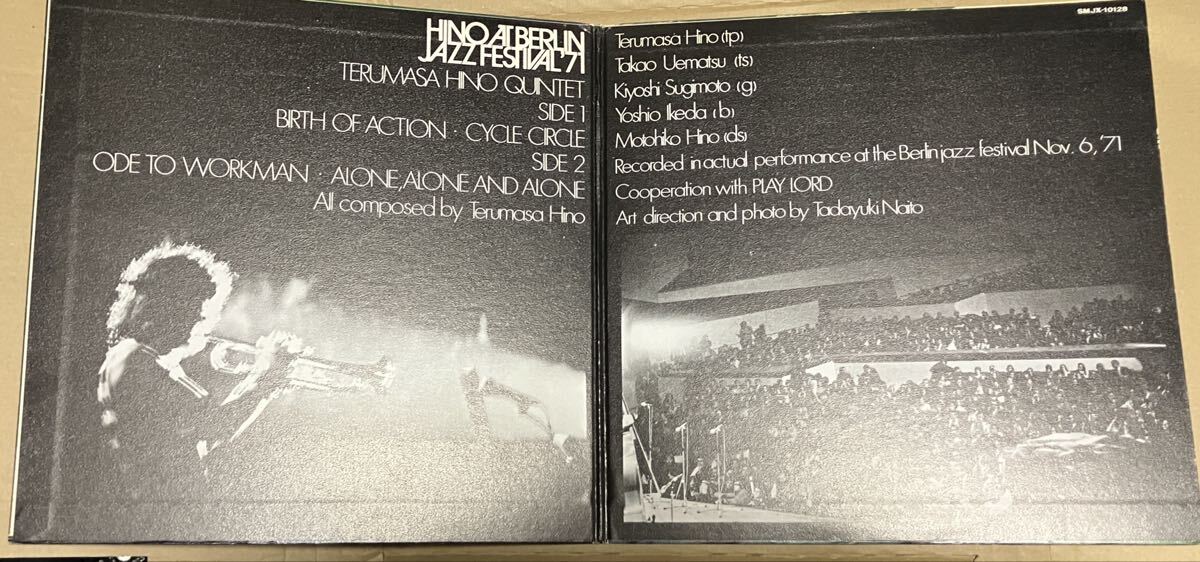 HINO AT BERLIN
JAZZ FESTIVAL '71
TERUMASA HINO QUINTET
SIDE 1
BIRTH OF ACTION · CYCLE CIRCLE
SIDE 2
ODE TO WORKMAN · ALONE, ALONE AND ALONE
All composed by Terumasa Hino
SMJX-10128
Terumasa Hino (tp)
Takao Uematsu (ts)
Kiyoshi Sugimoto (g)
Yoshio Ikeda (b)
Motohiko Hino (ds)
Recorded in actual performance at the Berlin jazz festival Nov. 6, '71
Cooperation with PLAY LORD
Art direction and photo by Tadayuki Naito